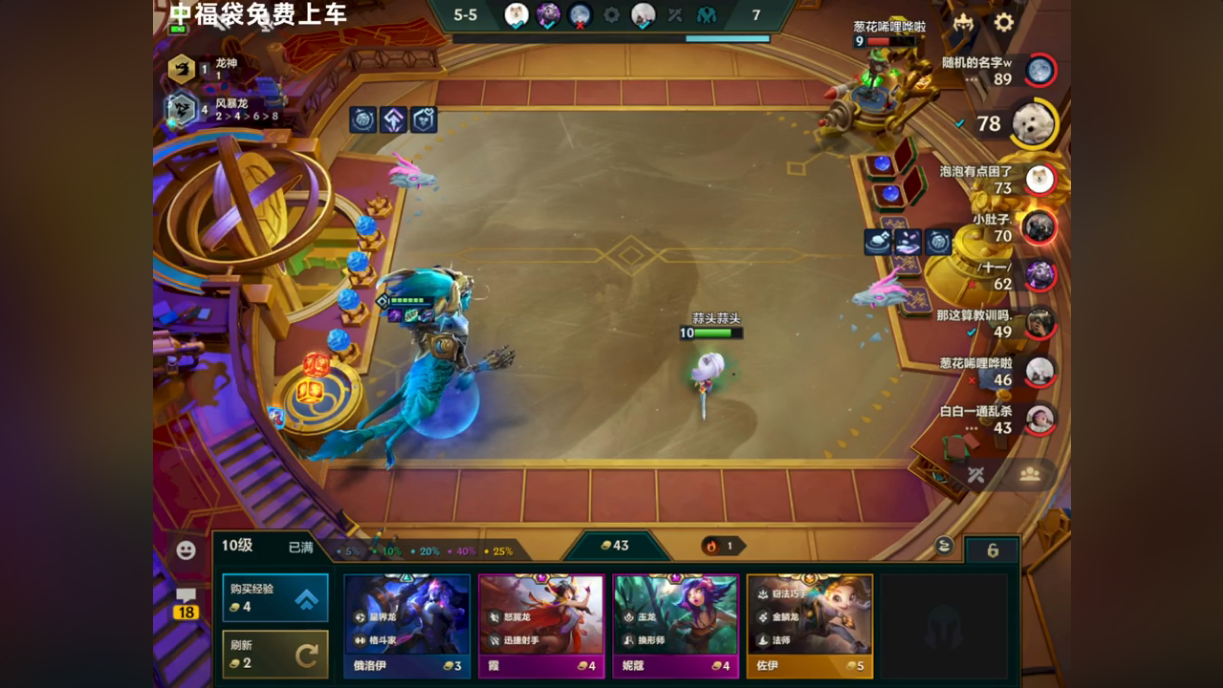 中福袋免费上车
5-5
7
葱花唏哩哗啦
9
1 龙神
1
4 风暴龙
2 > 4 > 6 > 8
随机的名字w
89
78
泡泡有点困了
73
小肚子.
70
/十一/
62
那这算教训吗.
49
葱花唏哩哗啦
46
白白一通乱杀
43
蒜头蒜头
10
10级
已满
5% 10% 20% 40% 25%
43
1
6
18
购买经验
4
刷新
2
星界龙
格斗家
俄洛伊 3
怒翼龙
迅捷射手
霞 4
玉龙
换形师
妮蔻 4
窃法巧手
金鳞龙
法师
佐伊 5